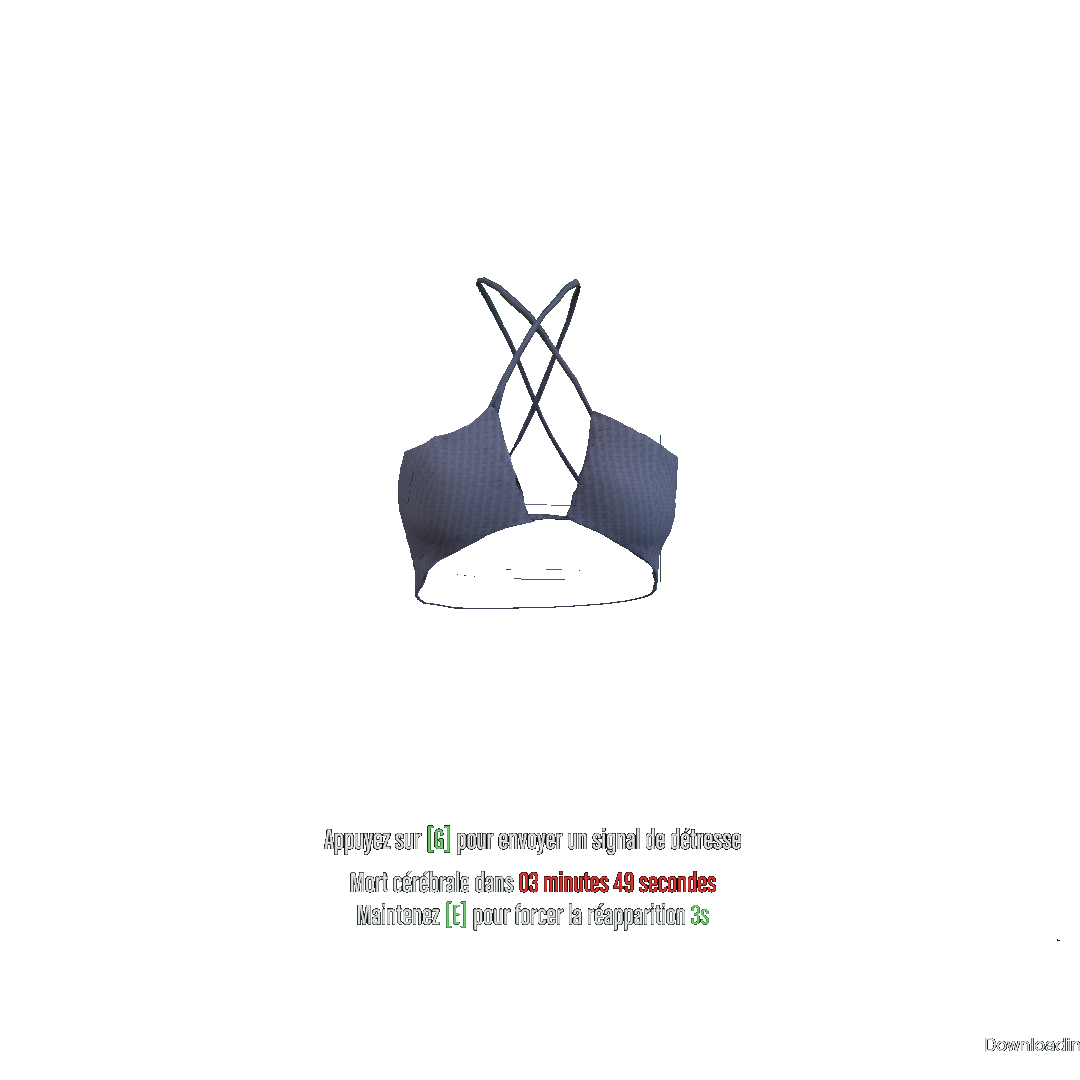 Appuyez sur [G] pour envoyer un signal de détresse
Mort cérébrale dans 03 minutes 49 secondes
Maintenez [E] pour forcer la réapparition 3s
Downloadin